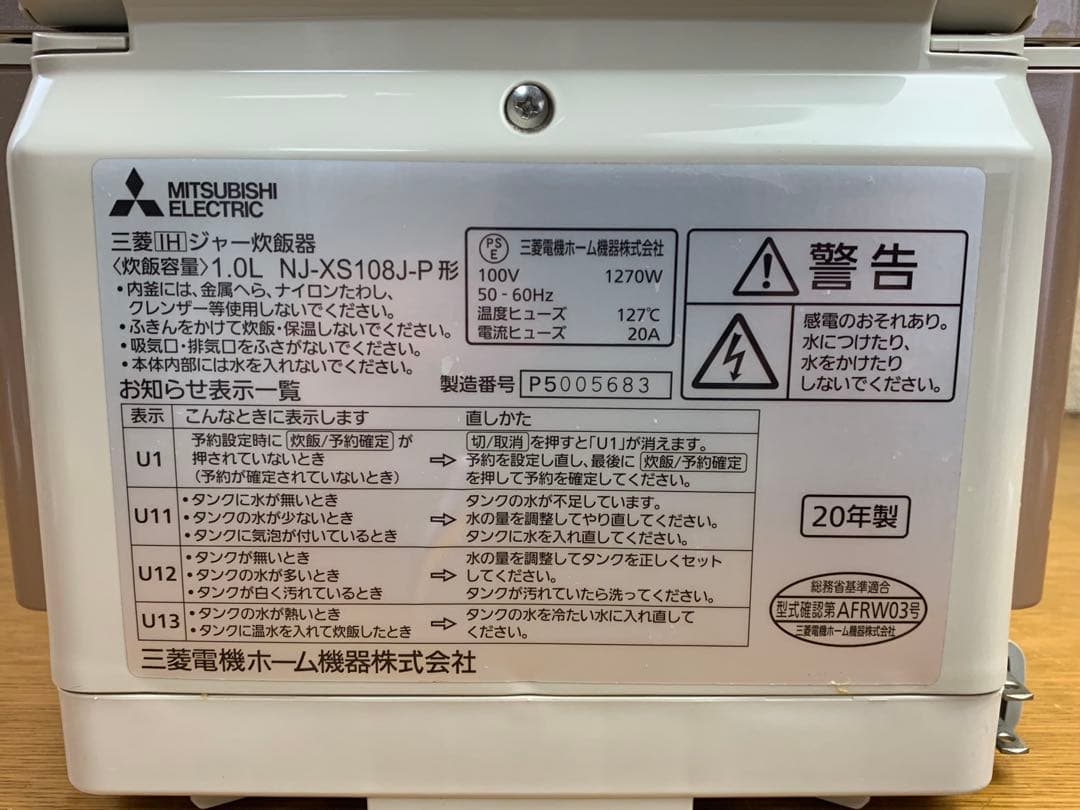 MITSUBISHI
ELECTRIC
三菱IHジャー炊飯器
〈炊飯容量〉1.0L NJ-XS108J-P形
・内釜には、金属へら、ナイロンたわし、
クレンザー等使用しないでください。
・ふきんをかけて炊飯・保温しないでください。
・吸気口・排気口をふさがないでください。
・本体内部には水を入れないでください。
PS
E
三菱電機ホーム機器株式会社
100V 1270W
50-60Hz
温度ヒューズ 127℃
電流ヒューズ 20A
警告
感電のおそれあり。
水につけたり、
水をかけたり
しないでください。
製造番号 P5005683
お知らせ表示一覧
表示 こんなときに表示します 直しかた
U1
予約設定時に 炊飯/予約確定 が
押されていないとき
(予約が確定されていないとき)
⇨
切/取消 を押すと「U1」が消えます。
予約を設定し直し、最後に 炊飯/予約確定
を押して予約を確定してください。
U11
・タンクに水が無いとき
・タンクの水が少ないとき
・タンクに気泡が付いているとき
⇨
タンクの水が不足しています。
水の量を調整してやり直してください。
タンクに水を入れ直してください。
U12
・タンクが無いとき
・タンクの水が多いとき
・タンクが白く汚れているとき
⇨
水の量を調整してタンクを正しくセット
してください。
タンクが汚れていたら洗ってください。
U13
・タンクの水が熱いとき
・タンクに温水を入れて炊飯したとき
⇨
タンクの水を冷たい水に入れ直して
ください。
20年製
総務省基準適合
型式確認第AFRW03号
三菱電機ホーム機器株式会社
三菱電機ホーム機器株式会社